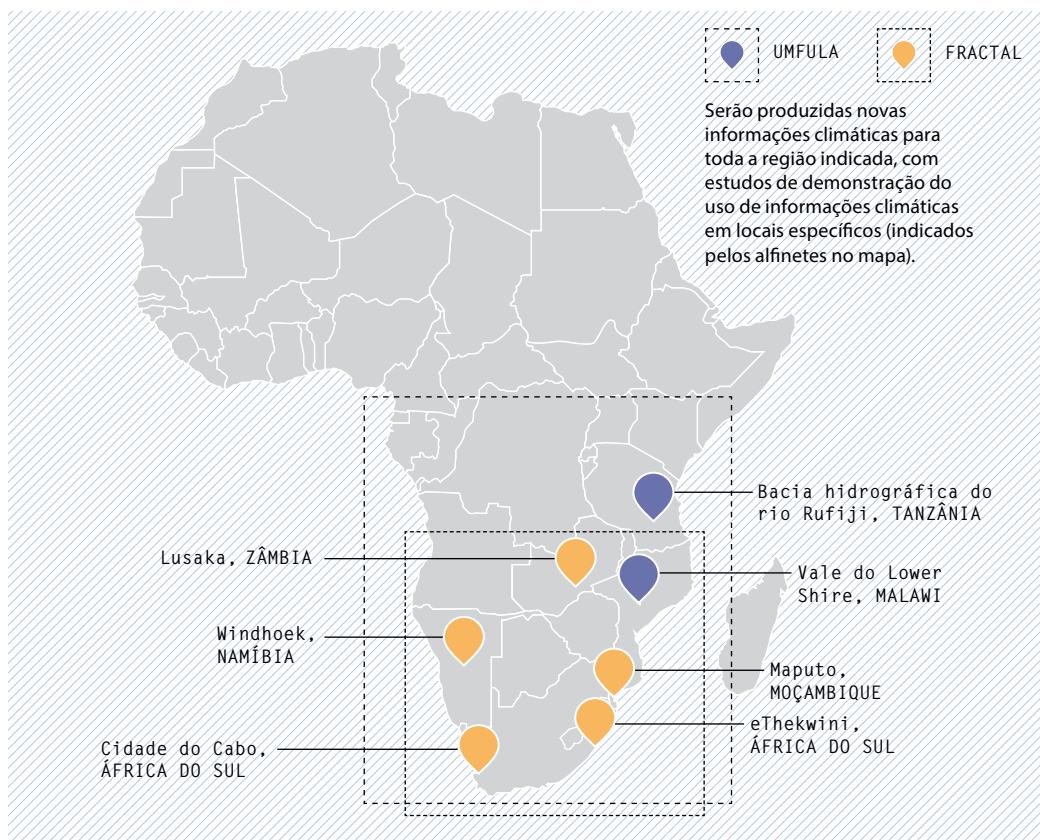 UMFULA
FRACTAL
Serão produzidas novas
informações climáticas para
toda a região indicada, com
estudos de demonstração do
uso de informações climáticas
em locais específicos (indicados
pelos alfinetes no mapa).
Bacia hidrográfica do
rio Rufiji, TANZÂNIA
Lusaka, ZÂMBIA
Vale do Lower
Shire, MALAWI
Windhoek,
NAMÍBIA
Maputo,
MOÇAMBIQUE
eThekwini,
ÁFRICA DO SUL
Cidade do Cabo,
ÁFRICA DO SUL